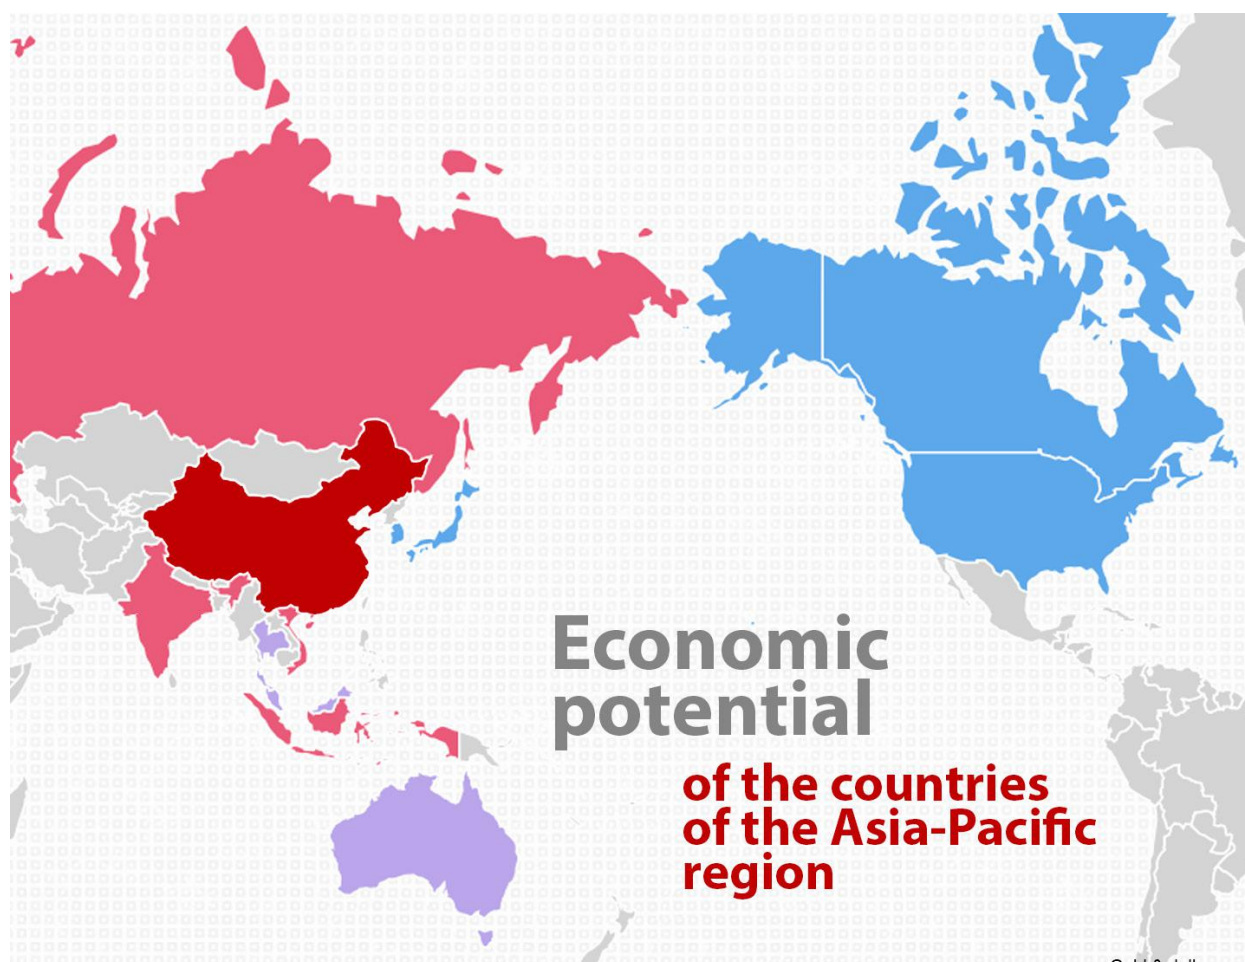 Economic
potential
of the countries
of the Asia-Pacific
region